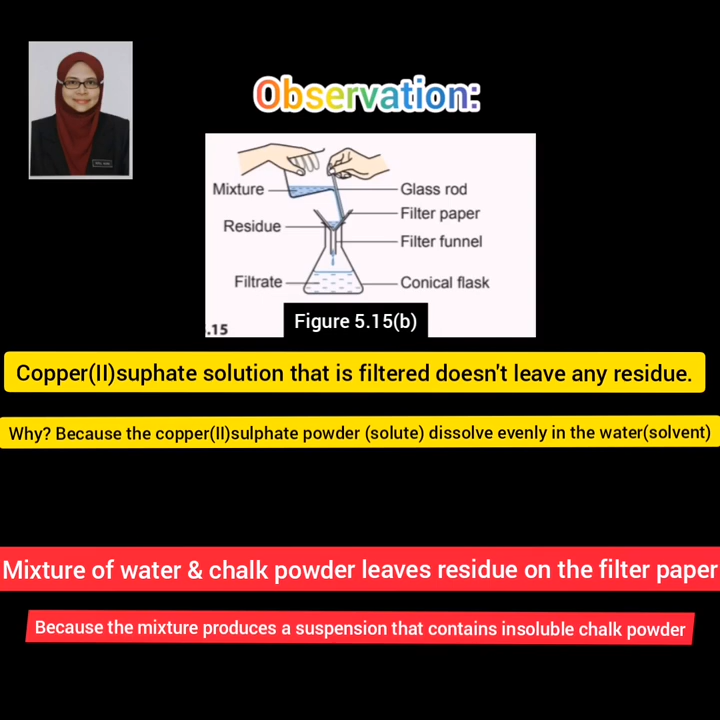 Observation:
Mixture
Glass rod
Filter paper
Residue
Filter funnel
Filtrate
Conical flask
.15
Figure 5.15(b)
Copper(II)suphate solution that is filtered doesn't leave any residue.
Why? Because the copper(II)sulphate powder (solute) dissolve evenly in the water(solvent)
Mixture of water & chalk powder leaves residue on the filter paper
Because the mixture produces a suspension that contains insoluble chalk powder